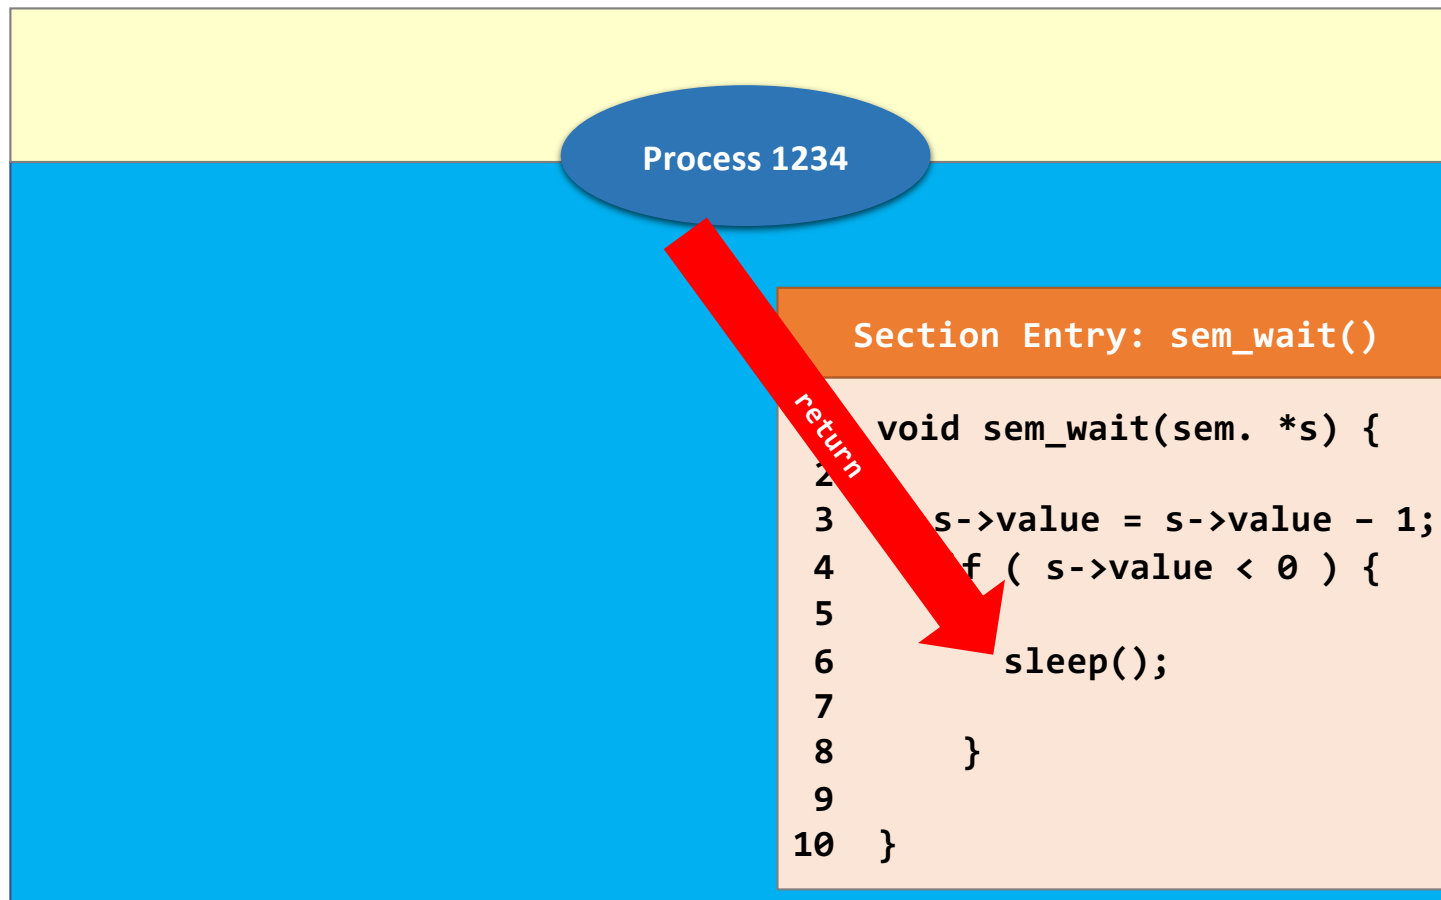 Process 1234
Section Entry: sem_wait()
return
void sem_wait(sem. *s) {
2
3 s->value = s->value – 1;
4 f ( s->value < 0 ) {
5
6 sleep();
7
8 }
9
10 }